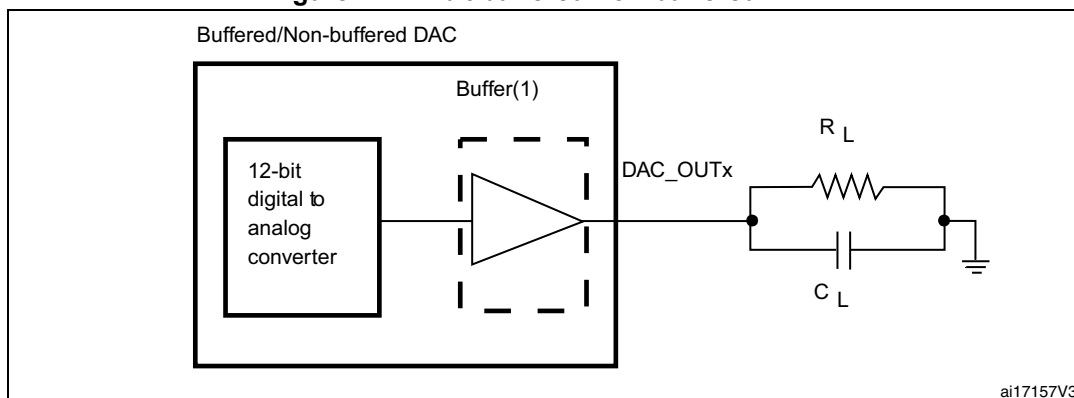 Buffered/Non-buffered DAC
Buffer(1)
12-bit
digital to
analog
converter
DAC_OUTx
R L
C L
ai17157V3